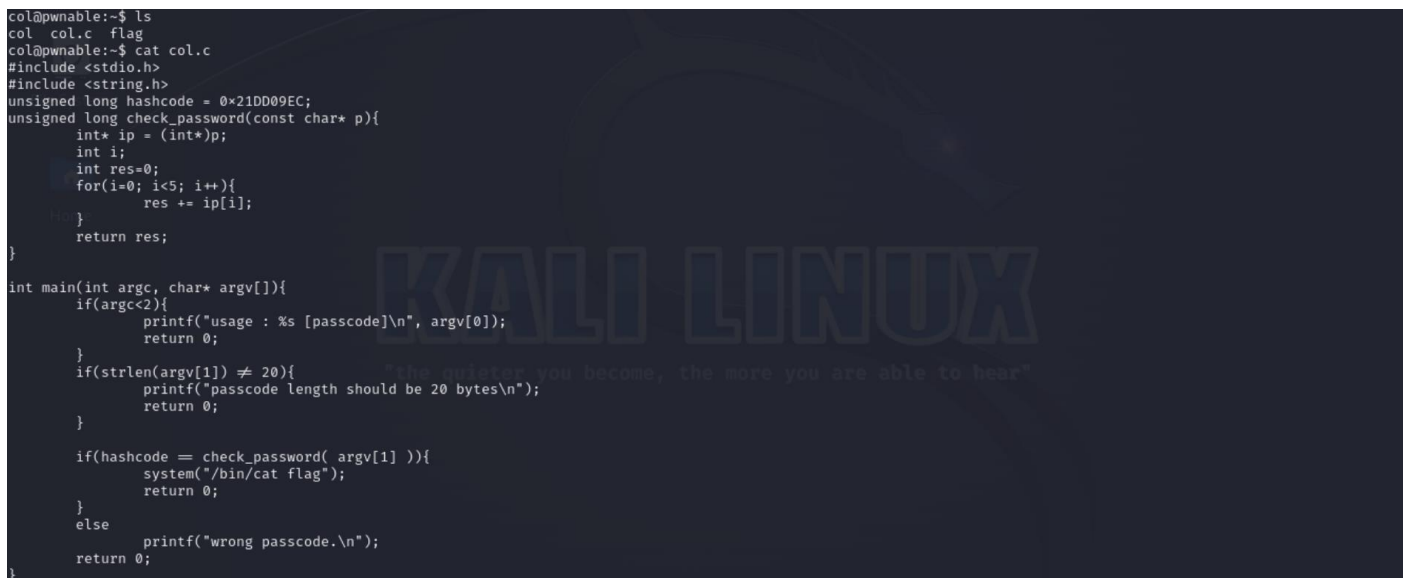 col@pwnable:~$ ls
col  col.c  flag
col@pwnable:~$ cat col.c
#include <stdio.h>
#include <string.h>
unsigned long hashcode = 0×21DD09EC;
unsigned long check_password(const char* p){
        int* ip = (int*)p;
        int i;
        int res=0;
        for(i=0; i<5; i++){
                res += ip[i];
        }
        return res;
}
Home
KALI LINUX
"the quieter you become, the more you are able to hear"
int main(int argc, char* argv[]){
        if(argc<2){
                printf("usage : %s [passcode]\n", argv[0]);
                return 0;
        }
        if(strlen(argv[1]) ≠ 20){
                printf("passcode length should be 20 bytes\n");
                return 0;
        }

        if(hashcode == check_password( argv[1] )){
                system("/bin/cat flag");
                return 0;
        }
        else
                printf("wrong passcode.\n");
        return 0;
}